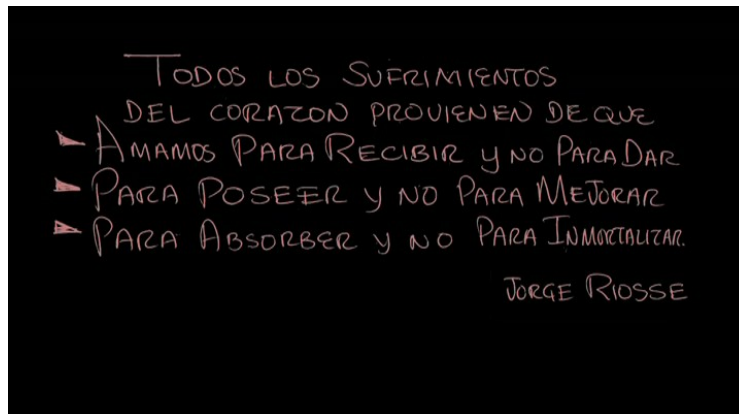 TODOS LOS SUFRIMIENTOS
DEL CORAZON PROVIENEN DE QUE
- AMAMOS PARA RECIBIR Y NO PARA DAR
- PARA POSEER Y NO PARA MEJORAR
- PARA ABSORBER Y NO PARA INMORTALIZAR.
JORGE RIOSSE